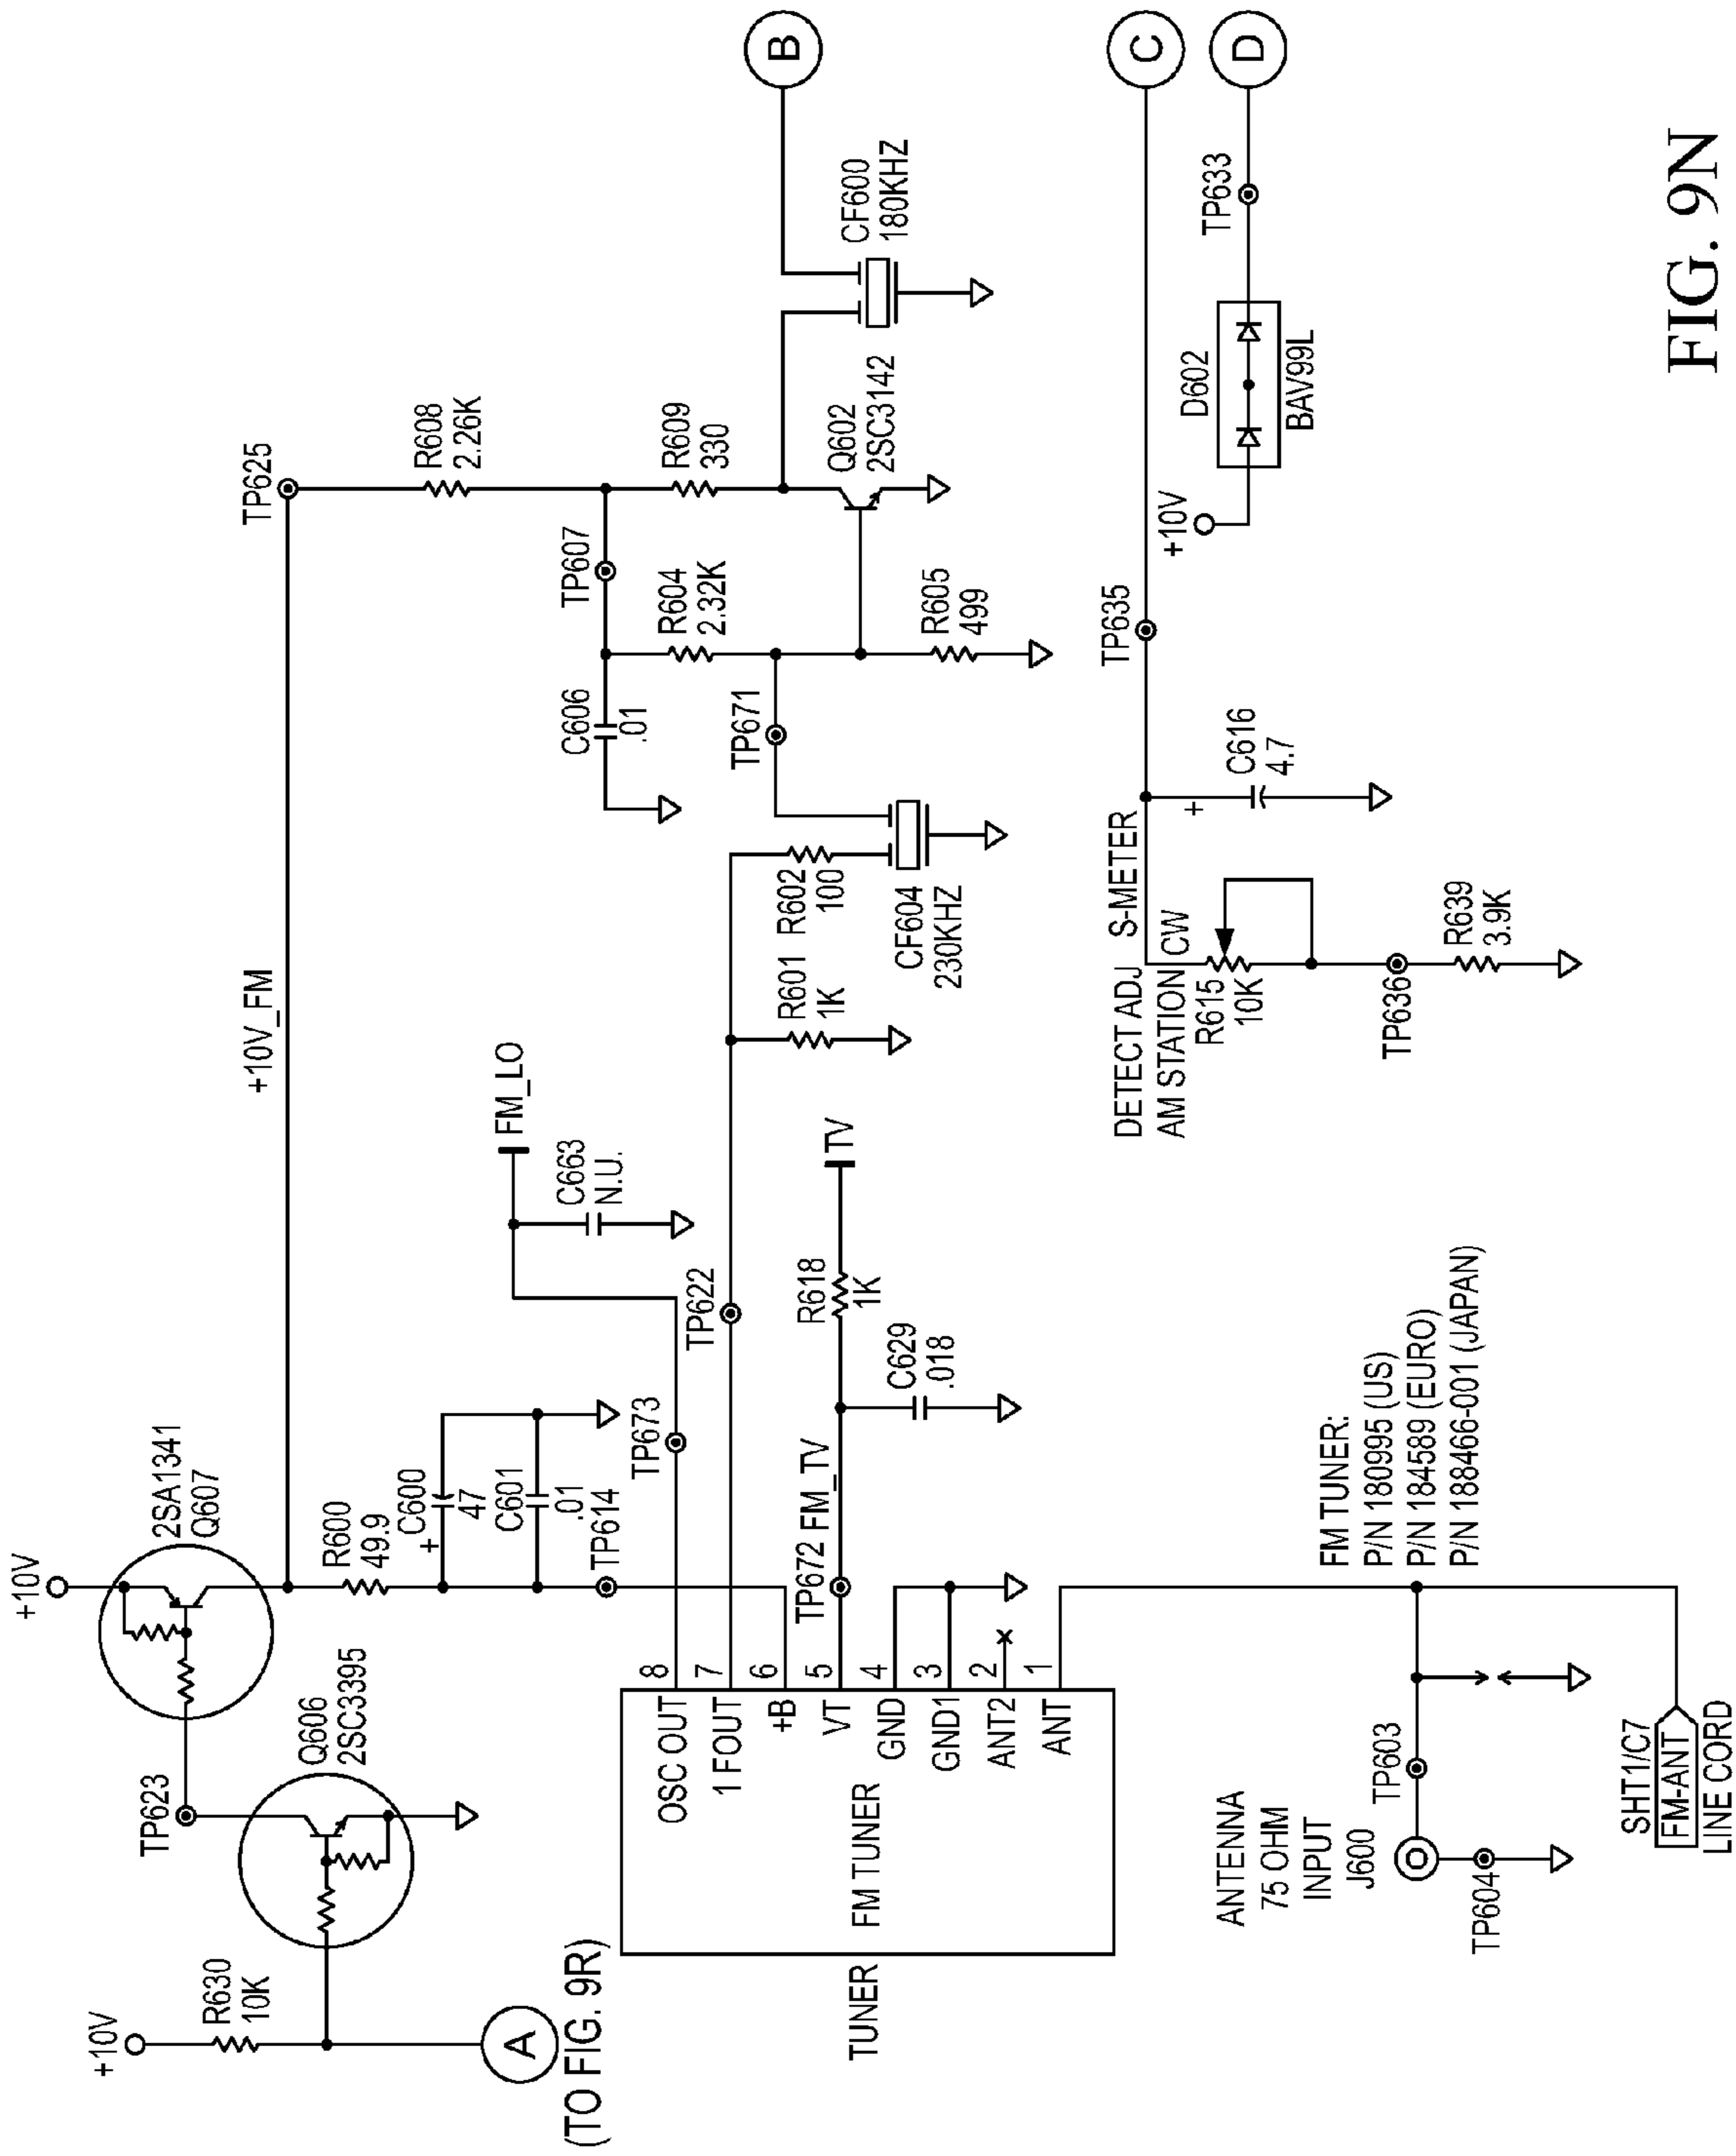 +10V
R630
10K
A
(TO FIG. 9R)
TP623
Q606
2SC3395
+10V
2SA1341
Q607
R600
49.9
+
C600
47
C601
.01
TP614
+10V_FM
TP625
R608
2.26K
TP607
C606
.01
R604
2.32K
R609
330
Q602
2SC3142
R605
499
TP671
CF600
180KHZ
B
FM_LO
C663
N.U.
TP673
TP622
R601
1K
R602
100
CF604
230KHZ
TUNER
FM TUNER
OSC OUT
8
1 FOUT
7
+B
6
VT
5
GND
4
GND1
3
ANT2
2
ANT
1
TP672
FM_TV
R618
1K
TV
C629
.018
DETECT ADJ
AM STATION
S-METER
CW
R615
10K
TP636
R639
3.9K
+
C616
4.7
TP635
C
+10V
D602
BAV99L
TP633
D
ANTENNA
75 OHM
INPUT
J600
TP603
TP604
FM TUNER:
P/N 180995 (US)
P/N 184589 (EURO)
P/N 188466-001 (JAPAN)
SHT1/C7
FM-ANT
LINE CORD
FIG. 9N